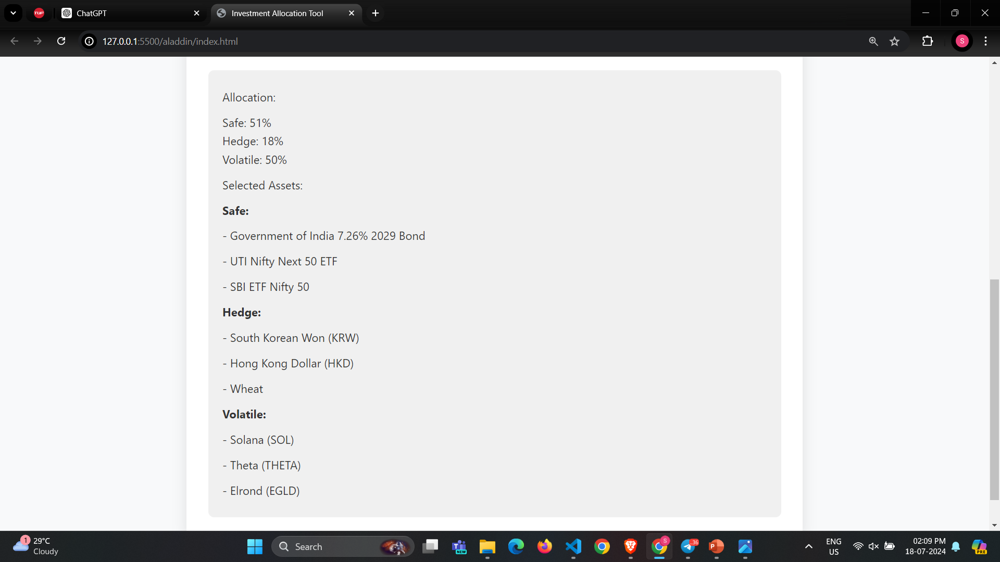 TUF
ChatGPT
Investment Allocation Tool
127.0.0.1:5500/aladdin/index.html
S
Allocation:
Safe: 51%
Hedge: 18%
Volatile: 50%
Selected Assets:
Safe:
- Government of India 7.26% 2029 Bond
- UTI Nifty Next 50 ETF
- SBI ETF Nifty 50
Hedge:
- South Korean Won (KRW)
- Hong Kong Dollar (HKD)
- Wheat
Volatile:
- Solana (SOL)
- Theta (THETA)
- Elrond (EGLD)
1
29°C
Cloudy
Search
T
NEW
S
.36
P
ENG
US
02:09 PM
18-07-2024
PRE